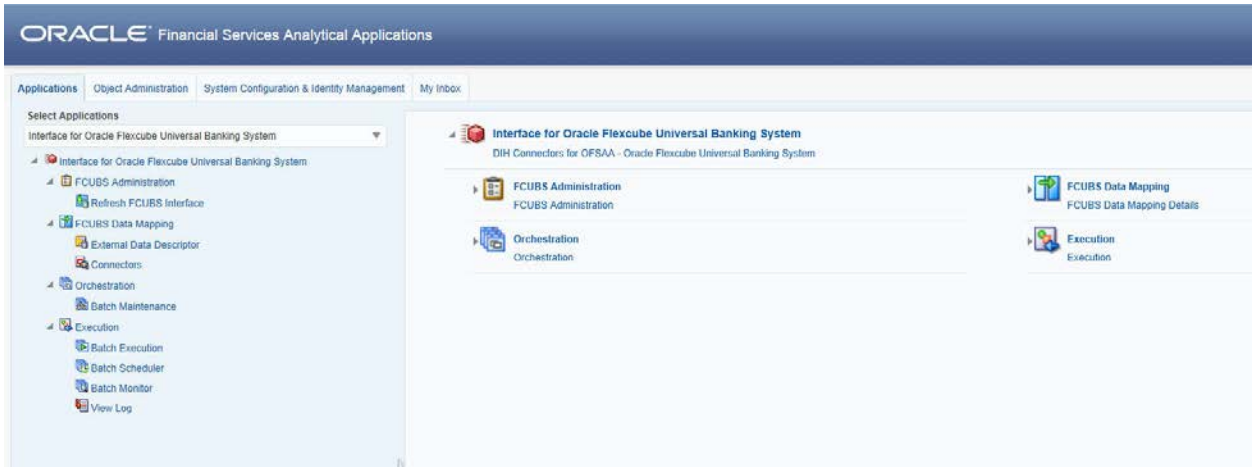 ORACLE® Financial Services Analytical Applications
Applications Object Administration System Configuration & Identity Management My Inbox
Select Applications
Interface for Oracle Flexcube Universal Banking System
Interface for Oracle Flexcube Universal Banking System
FCUBS Administration
Refresh FCUBS Interface
FCUBS Data Mapping
External Data Descriptor
Connectors
Orchestration
Batch Maintenance
Execution
Batch Execution
Batch Scheduler
Batch Monitor
View Log
Interface for Oracle Flexcube Universal Banking System
DIH Connectors for OFSAA - Oracle Flexcube Universal Banking System
FCUBS Administration
FCUBS Administration
FCUBS Data Mapping
FCUBS Data Mapping Details
Orchestration
Orchestration
Execution
Execution